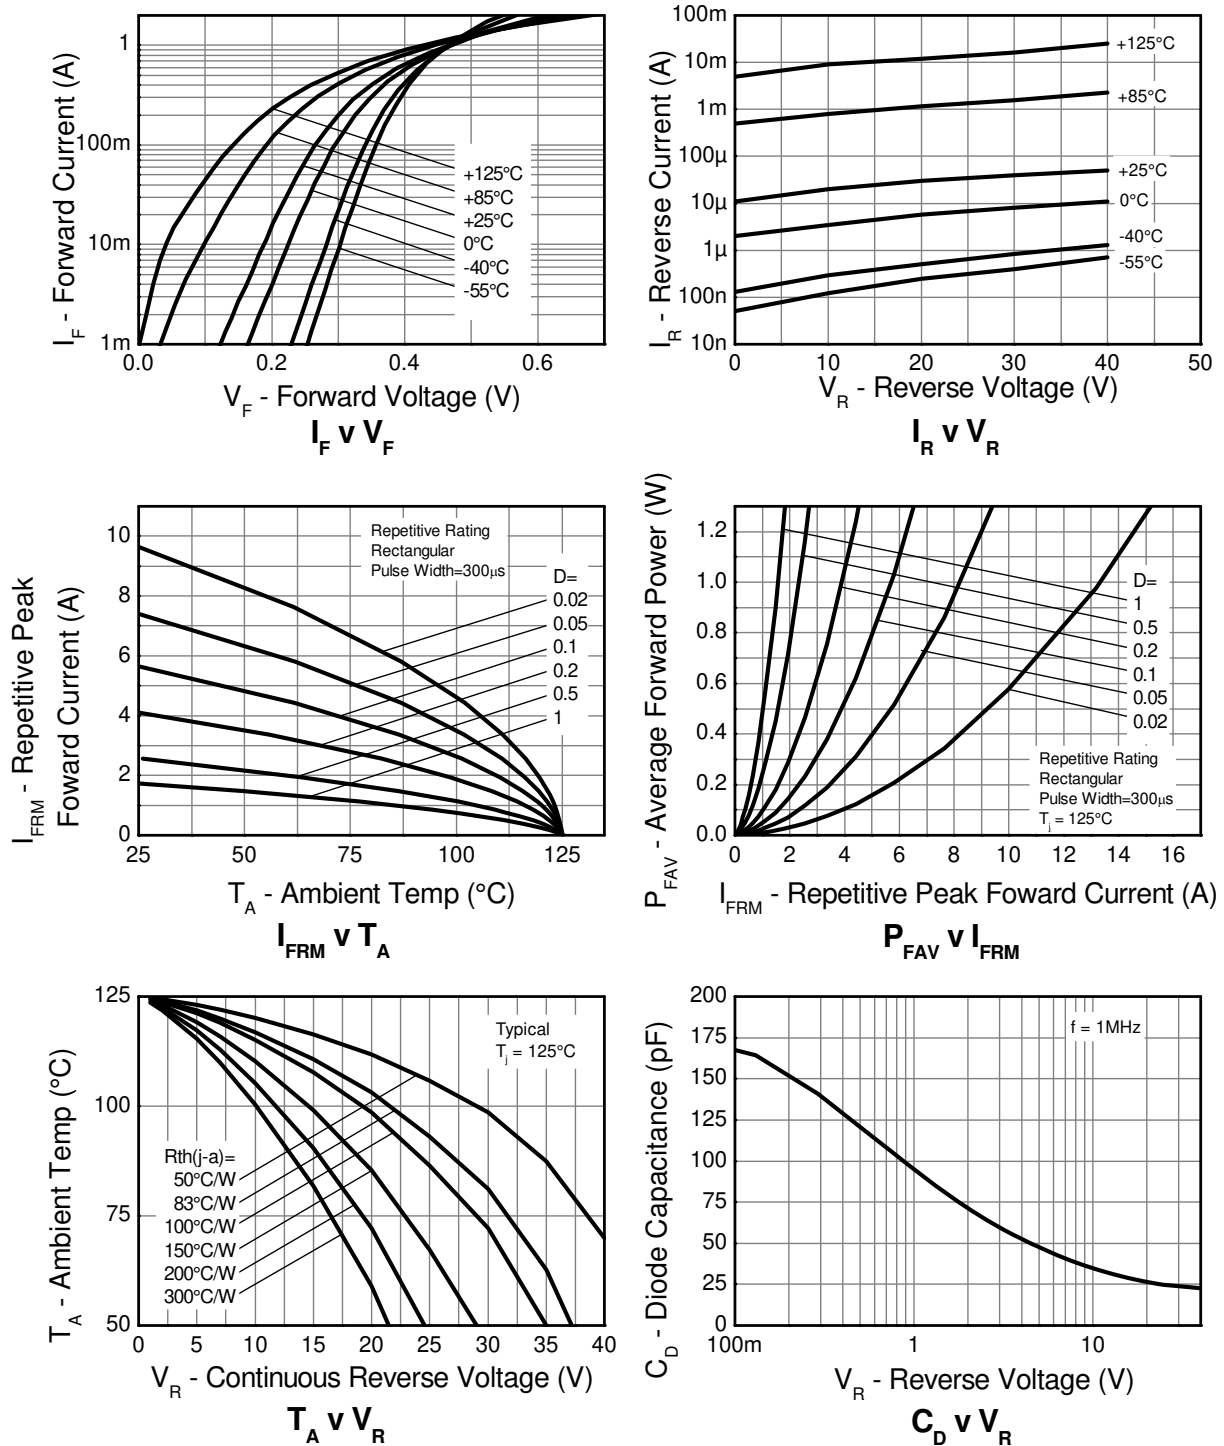 I_F - Forward Current (A)
1
100m
10m
1m
+125°C
+85°C
+25°C
0°C
-40°C
-55°C
0.0 0.2 0.4 0.6
V_F - Forward Voltage (V)
I_F v V_F
I_R - Reverse Current (A)
100m
10m
1m
100µ
10µ
1µ
100n
10n
+125°C
+85°C
+25°C
0°C
-40°C
-55°C
0 10 20 30 40 50
V_R - Reverse Voltage (V)
I_R v V_R
I_FRM - Repetitive Peak
Foward Current (A)
10
8
6
4
2
0
Repetitive Rating
Rectangular
Pulse Width=300µs
D=
0.02
0.05
0.1
0.2
0.5
1
25 50 75 100 125
T_A - Ambient Temp (°C)
I_FRM v T_A
P_FAV - Average Forward Power (W)
1.2
1.0
0.8
0.6
0.4
0.2
0.0
D=
1
0.5
0.2
0.1
0.05
0.02
Repetitive Rating
Rectangular
Pulse Width=300µs
T_j = 125°C
0 2 4 6 8 10 12 14 16
I_FRM - Repetitive Peak Foward Current (A)
P_FAV v I_FRM
T_A - Ambient Temp (°C)
125
100
75
50
Typical
T_j = 125°C
Rth(j-a)=
50°C/W
83°C/W
100°C/W
150°C/W
200°C/W
300°C/W
0 5 10 15 20 25 30 35 40
V_R - Continuous Reverse Voltage (V)
T_A v V_R
C_D - Diode Capacitance (pF)
200
175
150
125
100
75
50
25
0
f = 1MHz
100m 1 10
V_R - Reverse Voltage (V)
C_D v V_R